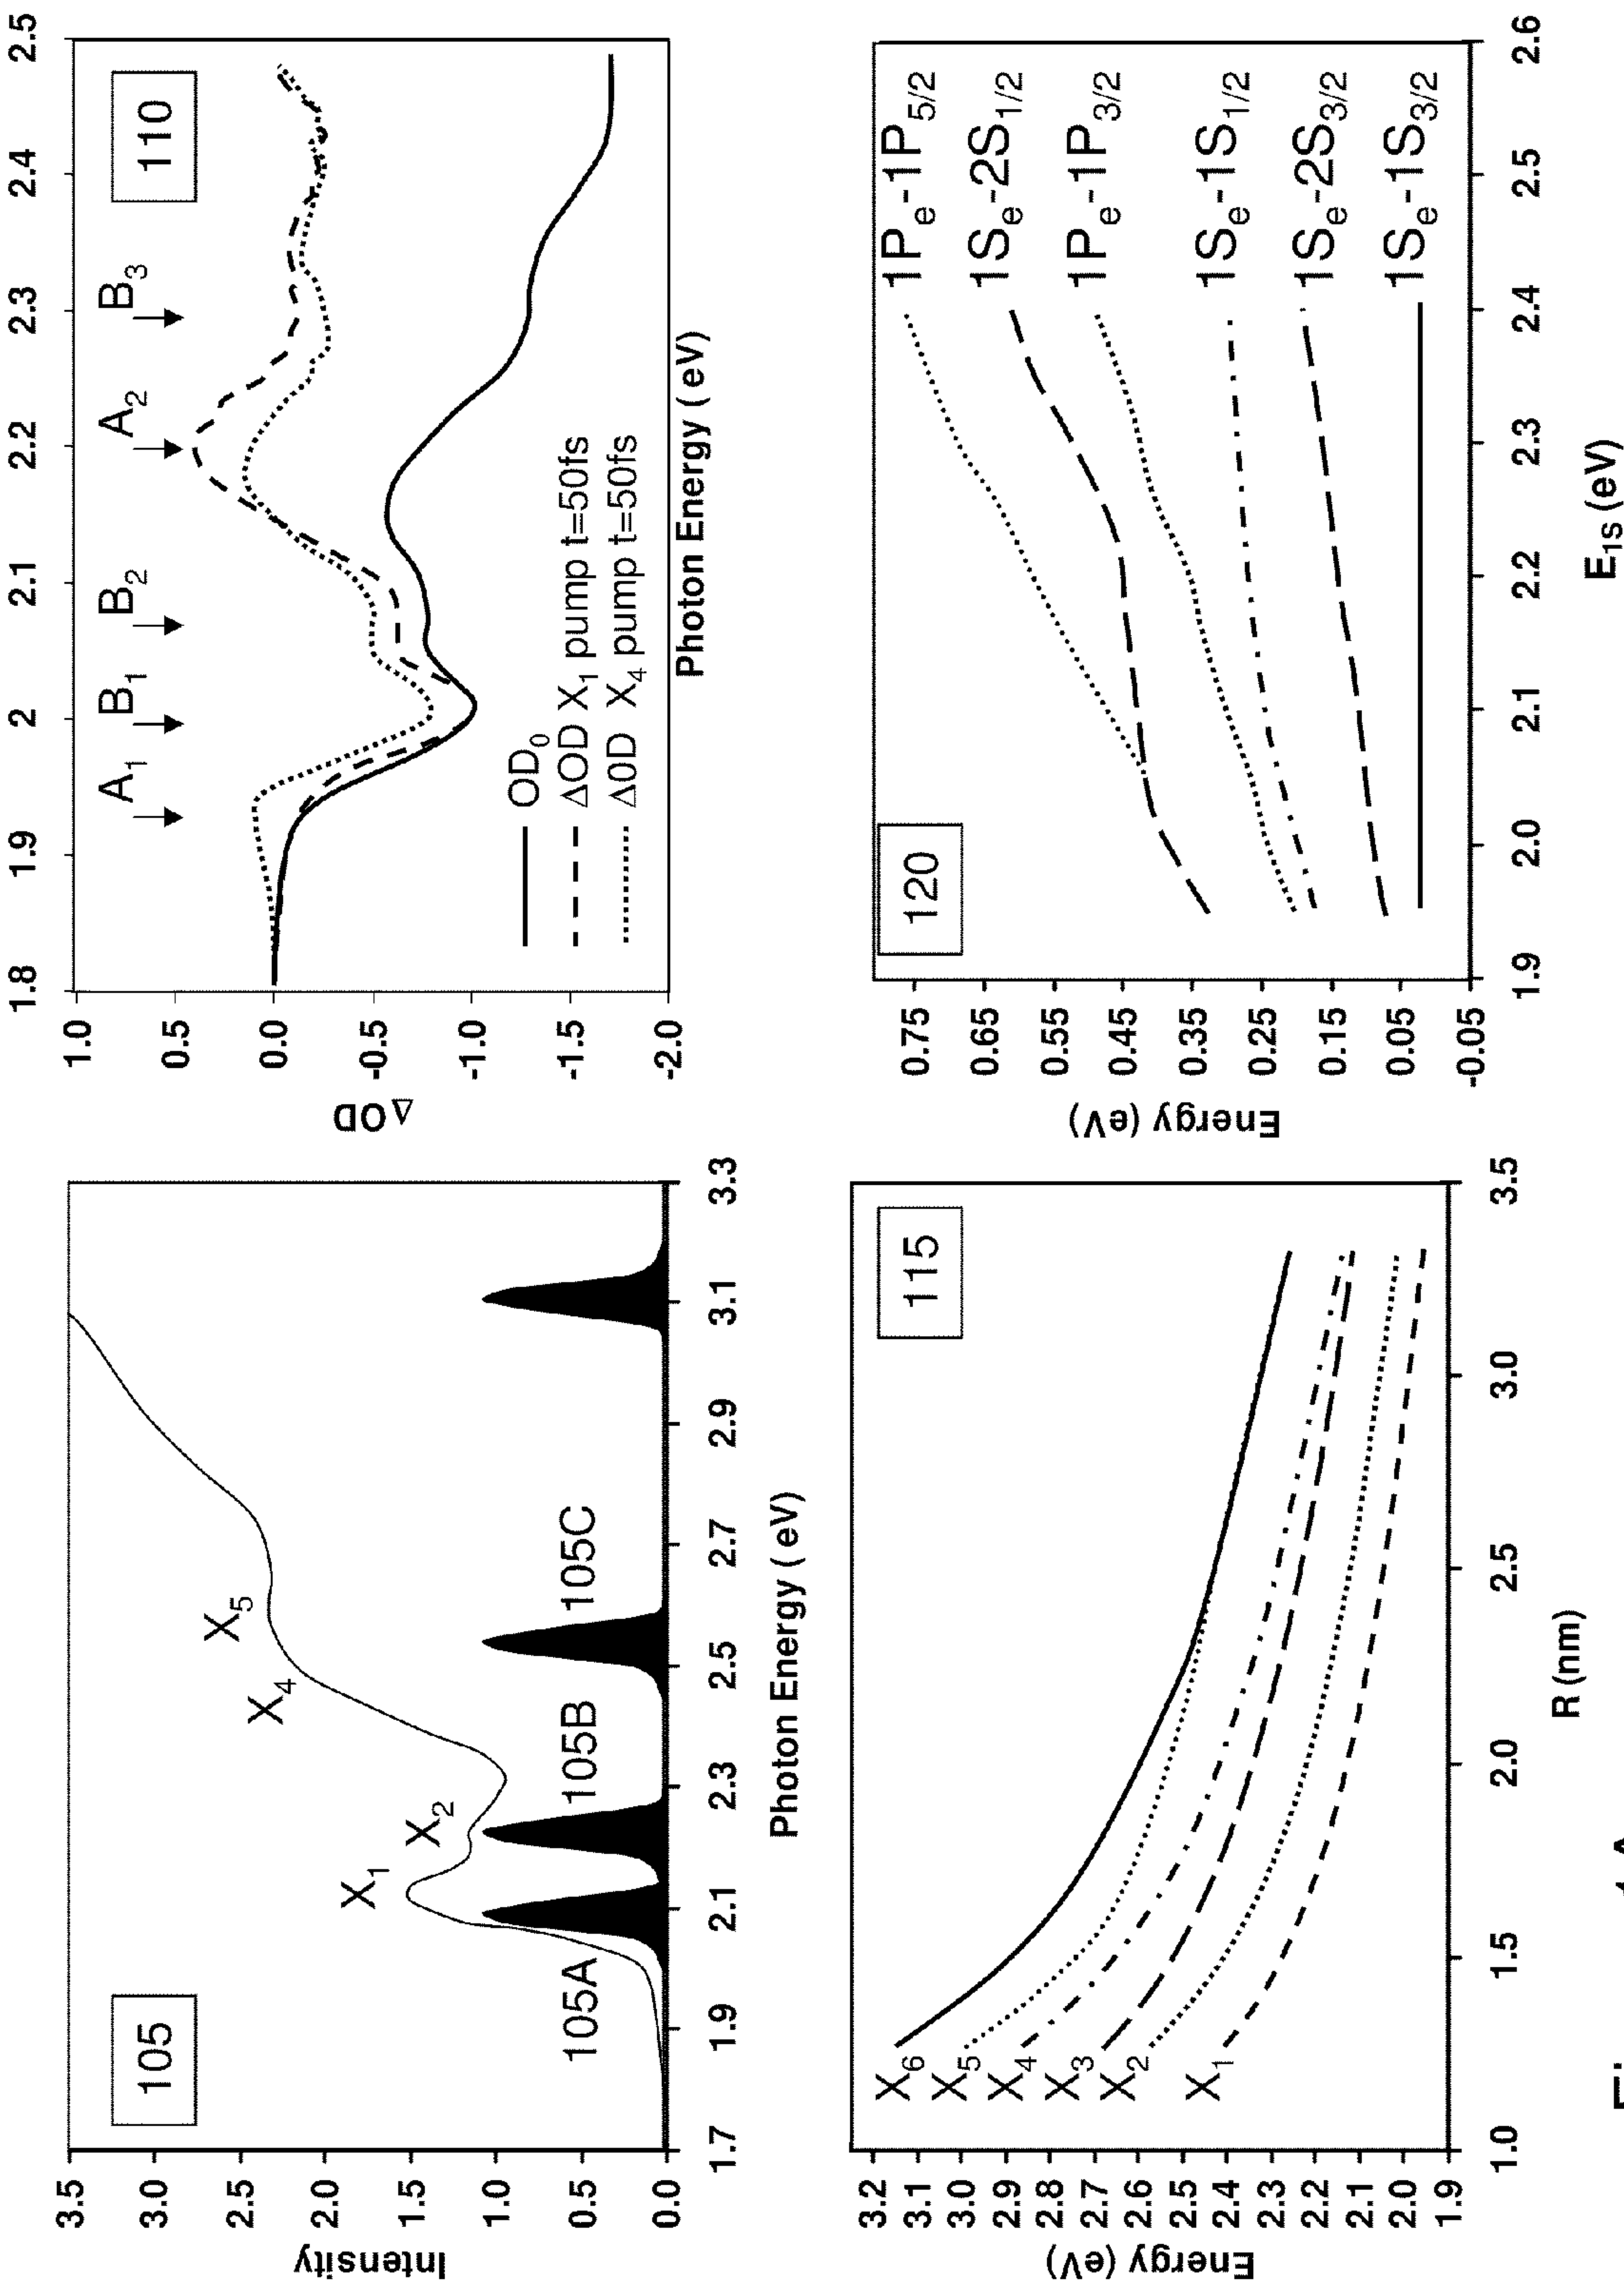 105
3.5
3.0
2.5
2.0
1.5
1.0
0.5
0.0
Intensity
X1
X2
X4
X5
105A
105B
105C
1.7 1.9 2.1 2.3 2.5 2.7 2.9 3.1 3.3
Photon Energy ( eV)
1.8 1.9 2 2.1 2.2 2.3 2.4 2.5
110
1.0
0.5
0.0
-0.5
-1.0
-1.5
-2.0
ΔOD
A1 B1 B2 A2 B3
OD0
ΔOD X1 pump t=50fs
Δ0D X4 pump t=50fs
Photon Energy ( eV)
115
3.2
3.1
3.0
2.9
2.8
2.7
2.6
2.5
2.4
2.3
2.2
2.1
2.0
1.9
Energy (eV)
X6
X5
X4
X3
X2
X1
1.0 1.5 2.0 2.5 3.0 3.5
R (nm)
120
0.75
0.65
0.55
0.45
0.35
0.25
0.15
0.05
-0.05
Energy (eV)
1Pe-1P5/2
1Se-2S1/2
1Pe-1P3/2
1Se-1S1/2
1Se-2S3/2
1Se-1S3/2
1.9 2.0 2.1 2.2 2.3 2.4 2.5 2.6
E1S (eV)